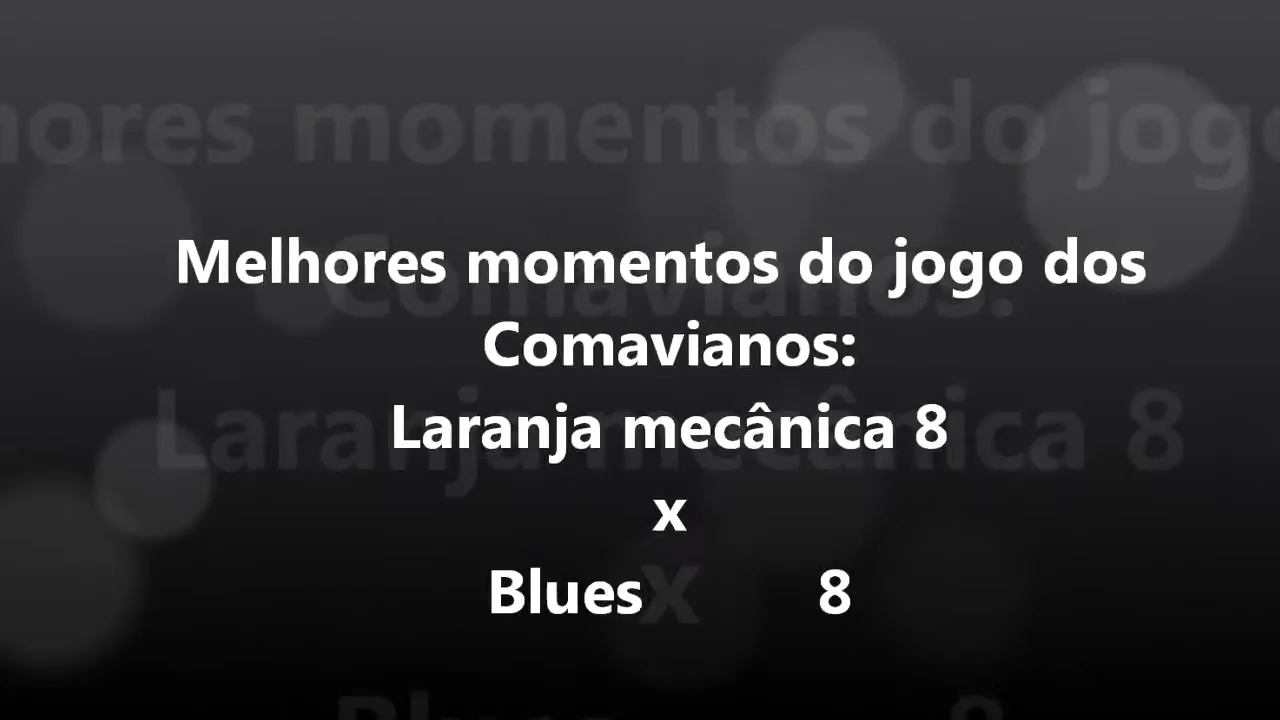 Melhores momentos do jogo dos
Comavianos:
Laranja mecânica 8
x
Blues 8